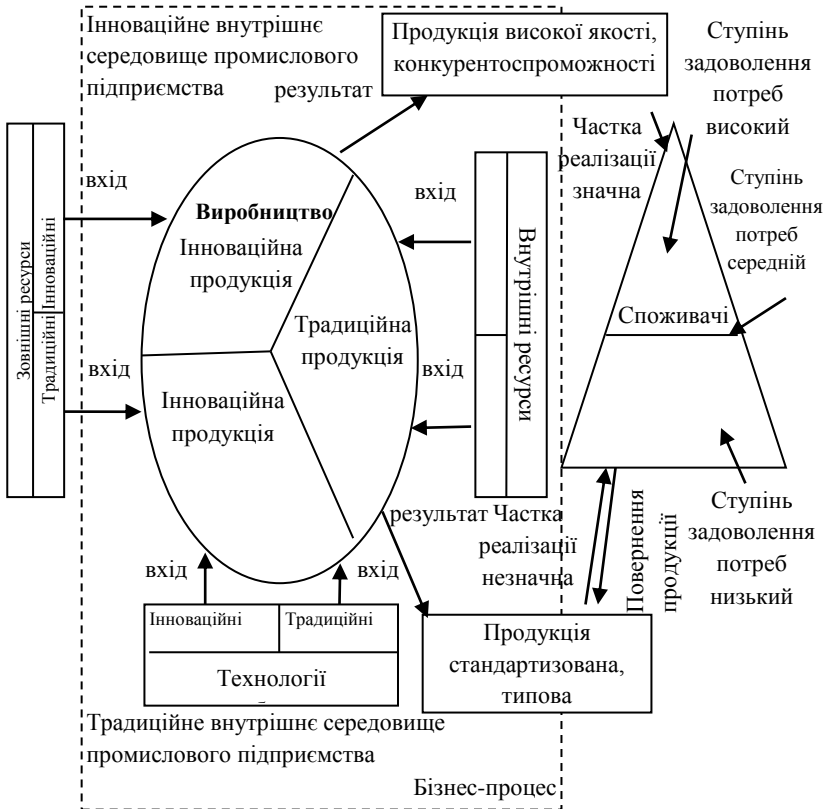 Інноваційне внутрішнє
середовище промислового
підприємства
результат
Продукція високої якості,
конкурентоспроможності
Ступінь
задоволення
потреб
високий
Частка
реалізації
значна
Ступінь
задоволення
потреб
середній
Зовнішні ресурси
Традиційні
Інноваційні
вхід
вхід
Виробництво
Інноваційна
продукція
Традиційна
продукція
Інноваційна
продукція
вхід
вхід
Внутрішні ресурси
Споживачі
результат
Частка
реалізації
незначна
Повернення
продукції
Ступінь
задоволення
потреб
низький
вхід
вхід
Інноваційні
Традиційні
Технології
Продукція
стандартизована,
типова
Традиційне внутрішнє середовище
промислового підприємства
Бізнес-процес